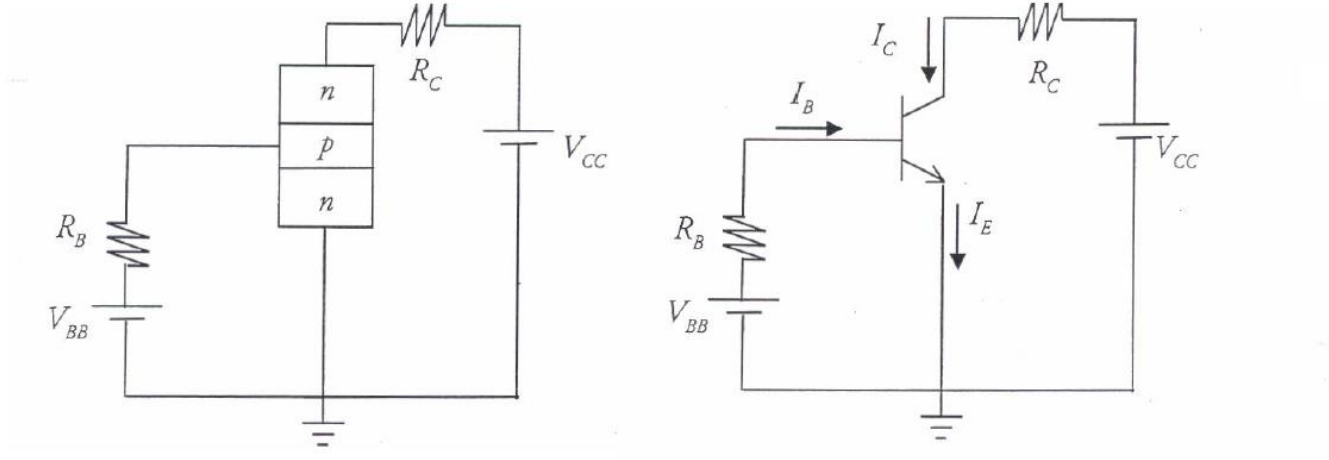 R_C
n
p
n
V_CC
R_B
V_BB
I_C
R_C
I_B
V_CC
R_B
I_E
V_BB